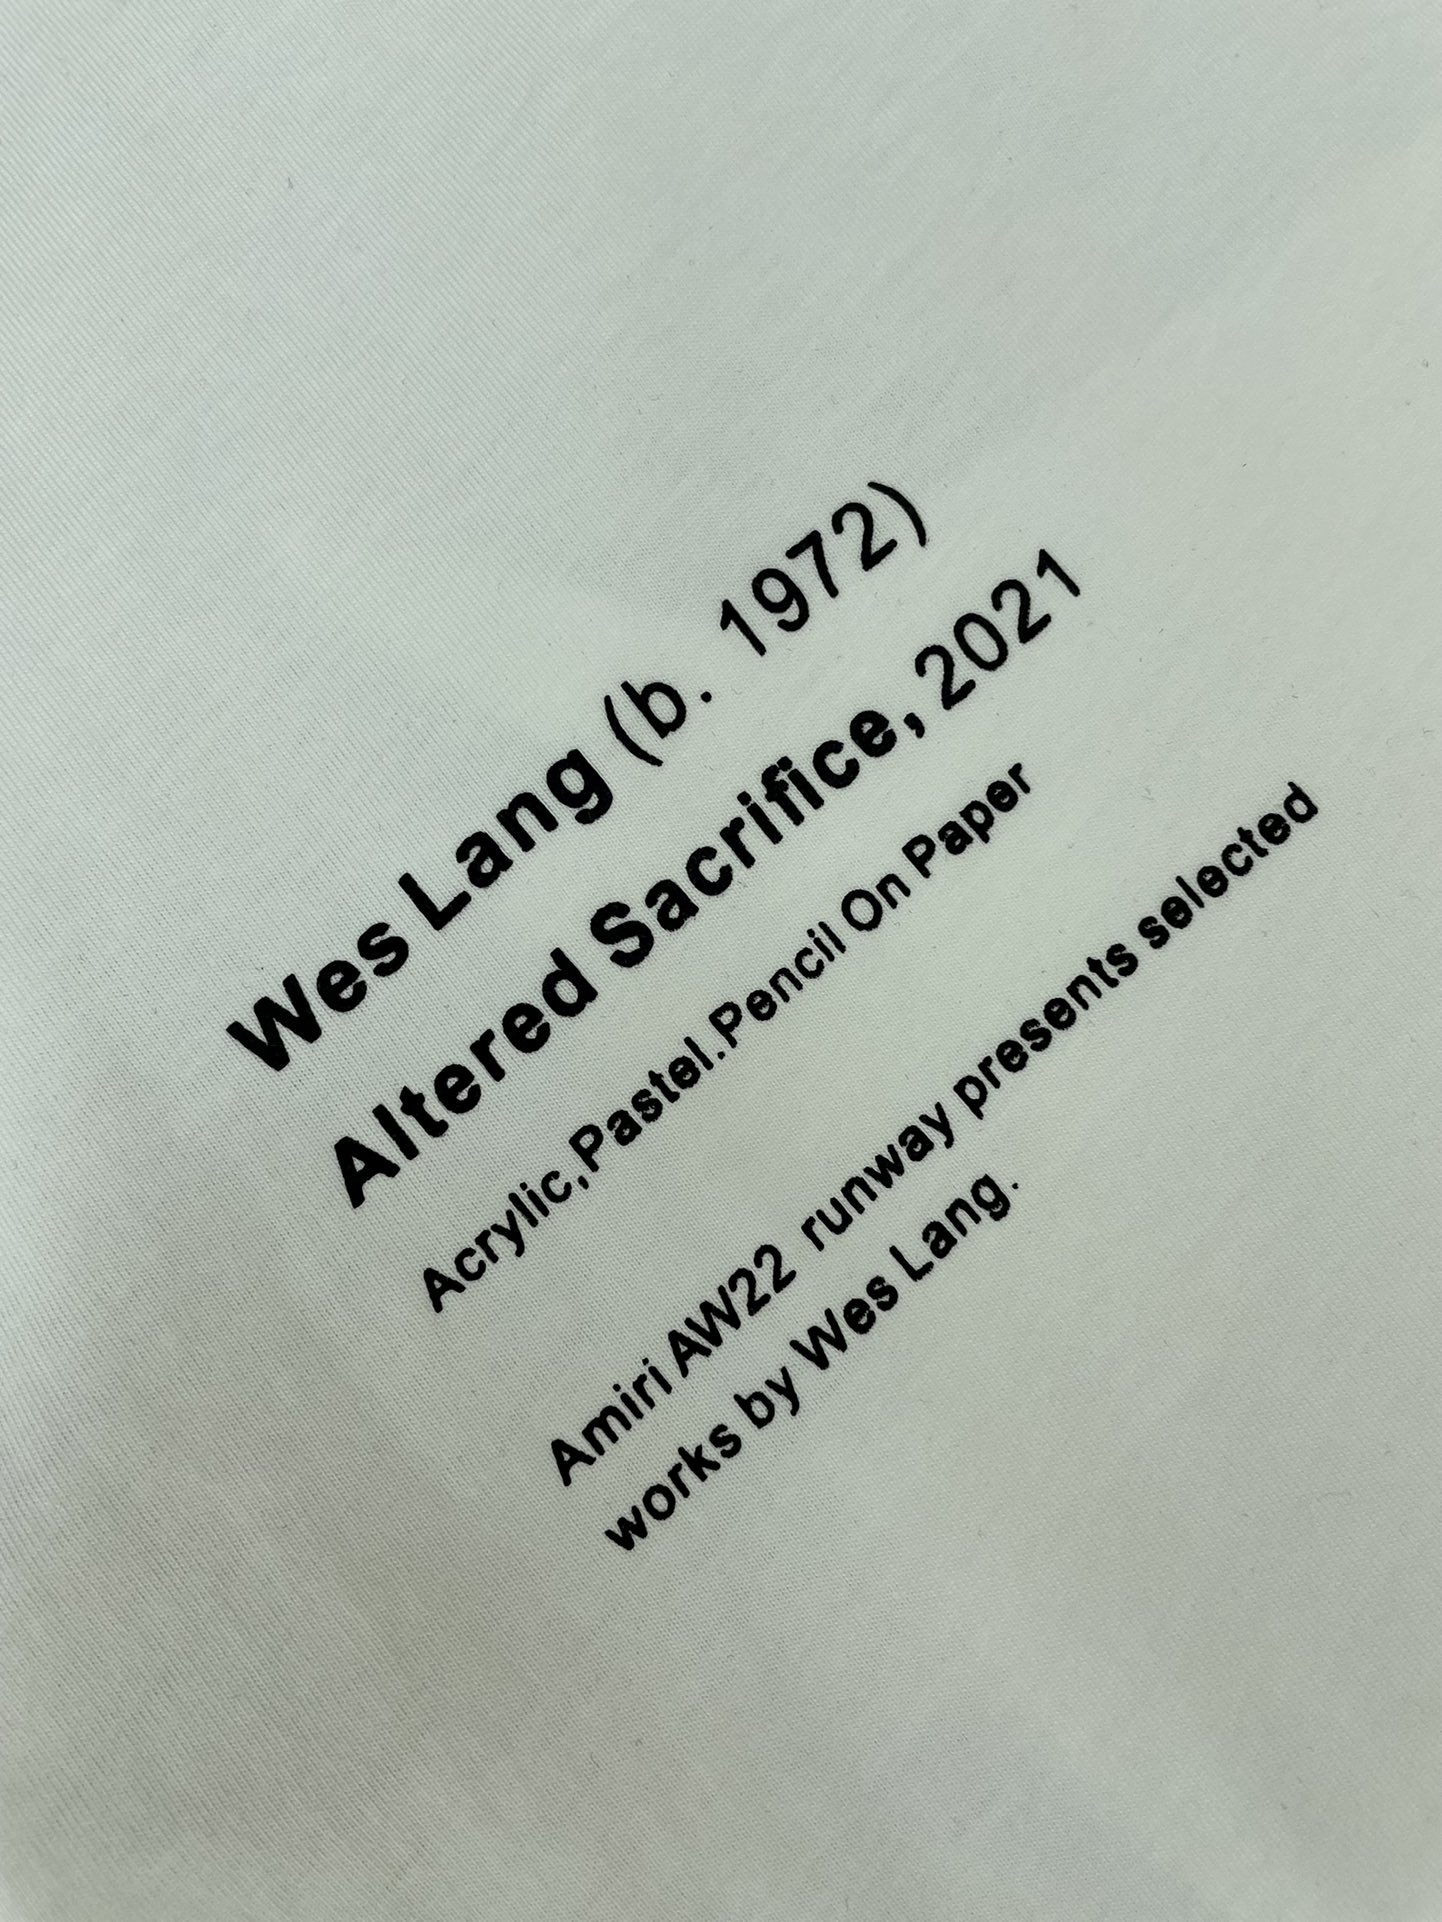 Wes Lang (b. 1972)
Altered Sacrifice, 2021
Acrylic,Pastel.Pencil On Paper
Amiri AW22 runway presents selected
works by Wes Lang.